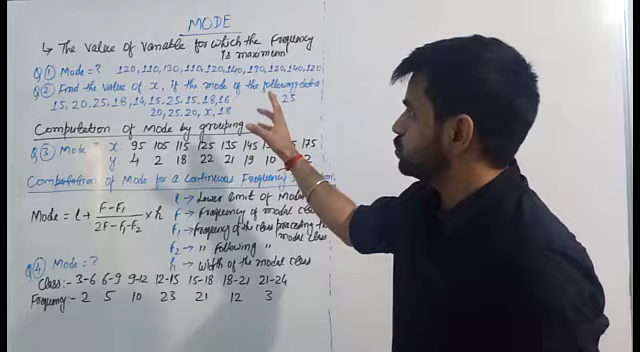 MODE
↳ The value of variable for which the frequency
is maximum
Q① Mode = ? 120, 110, 130, 110, 120, 140, 130, 120, 140, 120
Q② Find the value of x, if the mode of the following data 25
15, 20, 25, 18, 14, 15, 25, 15, 18, 16
20, 25, 20, x, 18
Computation of Mode by grouping
Q③ Mode = x: 95 105 115 125 135 145 175
y 4 2 18 22 21 19 10 2
Computation of Mode for a Continuous Frequency
Mode = l + F-F₁ / 2F-F₁-F₂ × h
l → Lower limit of Modal
F → Frequency of modal class
F₁ → Frequency of the class preceding the
modal class
F₂ → " following "
h → Width of the modal class
Q④ Mode = ?
Class:- 3-6 6-9 9-12 12-15 15-18 18-21 21-24
Frequency:- 2 5 10 23 21 12 3